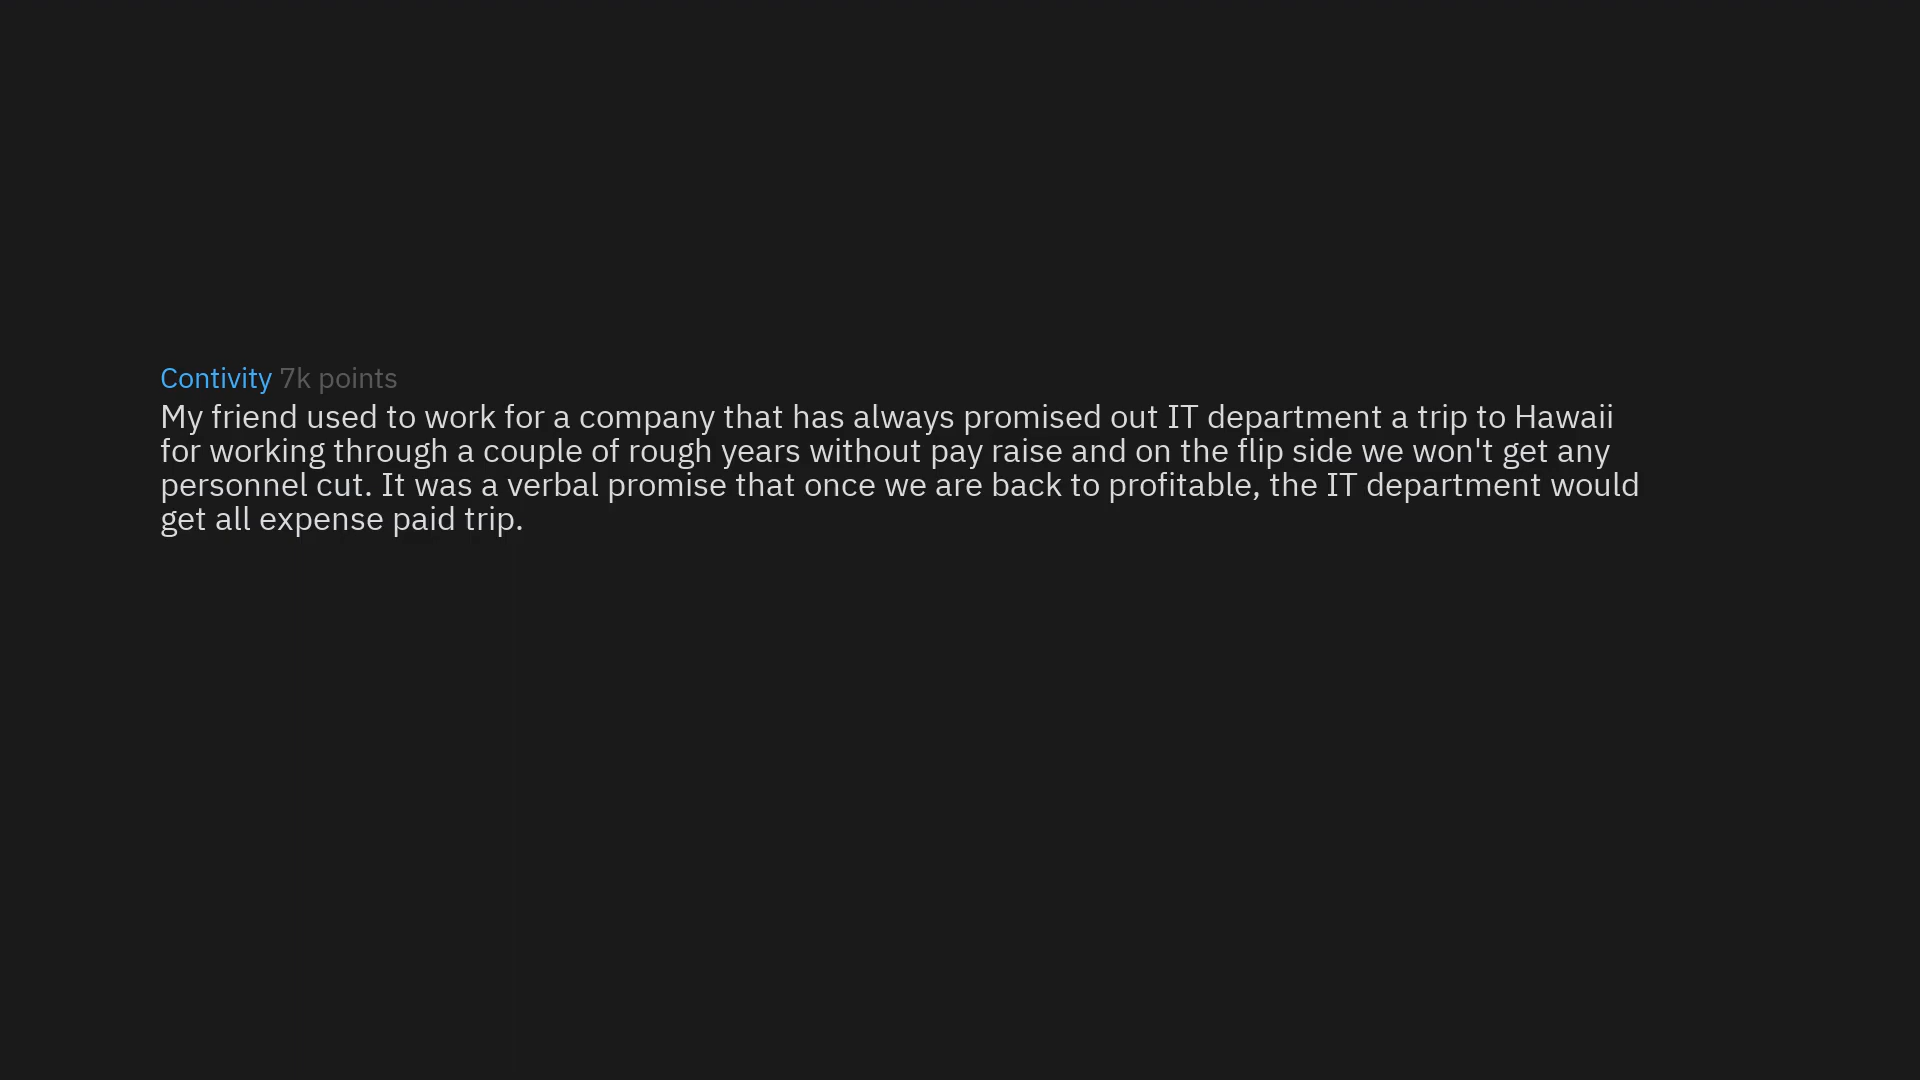 Contivity 7k points
My friend used to work for a company that has always promised out IT department a trip to Hawaii
for working through a couple of rough years without pay raise and on the flip side we won't get any
personnel cut. It was a verbal promise that once we are back to profitable, the IT department would
get all expense paid trip.